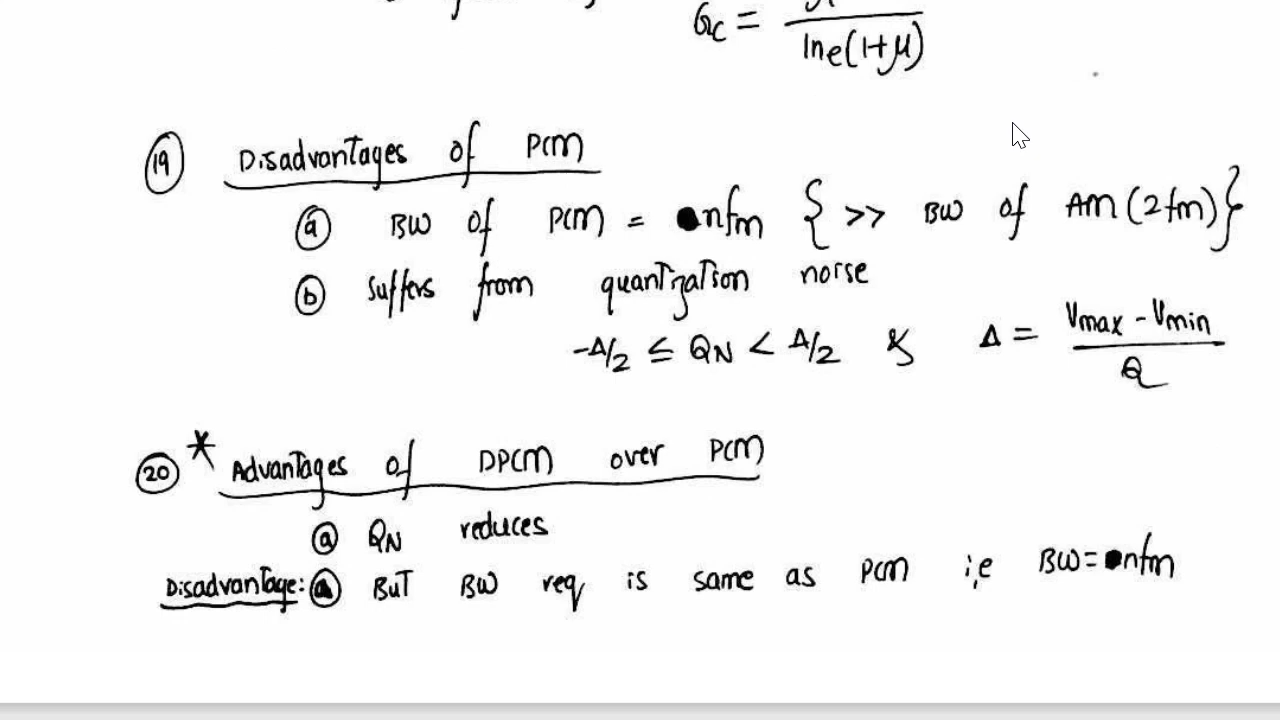 Gc = / lne(1+μ)
19 Disadvantages of PCM
a BW of PCM = nfm { >> BW of AM (2fm)}
b Suffers from quantization noise
-Δ/2 ≤ QN < Δ/2 & Δ = Vmax - Vmin / Q
20 * Advantages of DPCM over PCM
a QN reduces
Disadvantage: a But BW req is same as PCM i,e BW = nfm